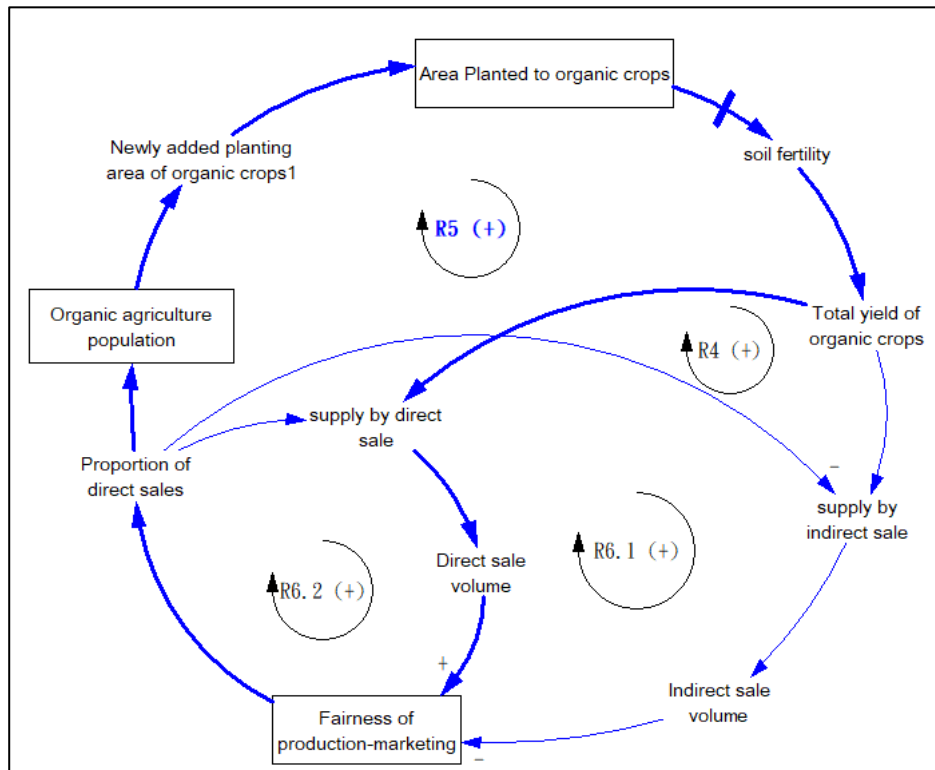 Area Planted to organic crops
Newly added planting
area of organic crops1
soil fertility
R5 (+)
Organic agriculture
population
Total yield of
organic crops
R4 (+)
supply by direct
sale
Proportion of
direct sales
-
supply by
indirect sale
R6.1 (+)
Direct sale
volume
R6.2 (+)
+
Indirect sale
volume
Fairness of
production-marketing
-